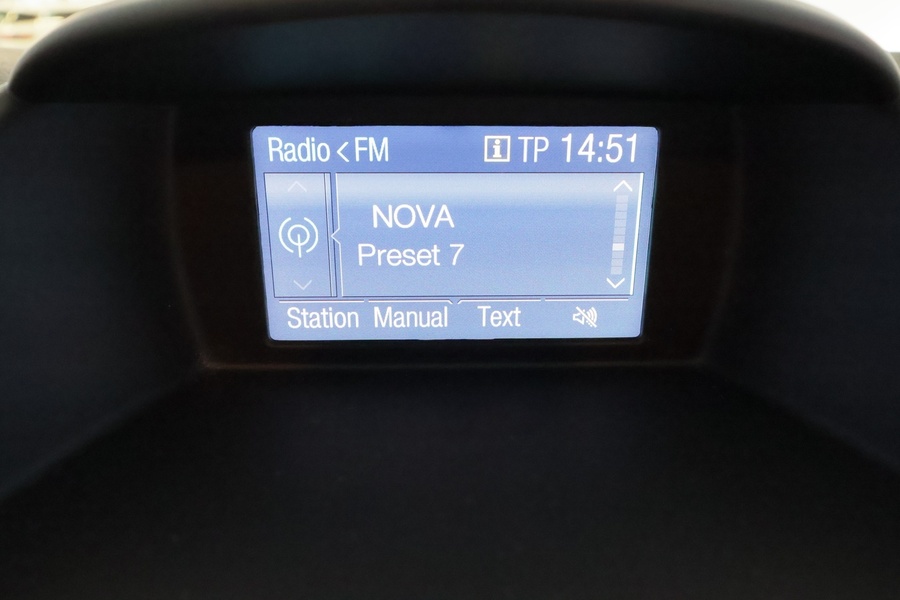 Radio < FM i TP 14:51
NOVA
Preset 7
Station Manual Text